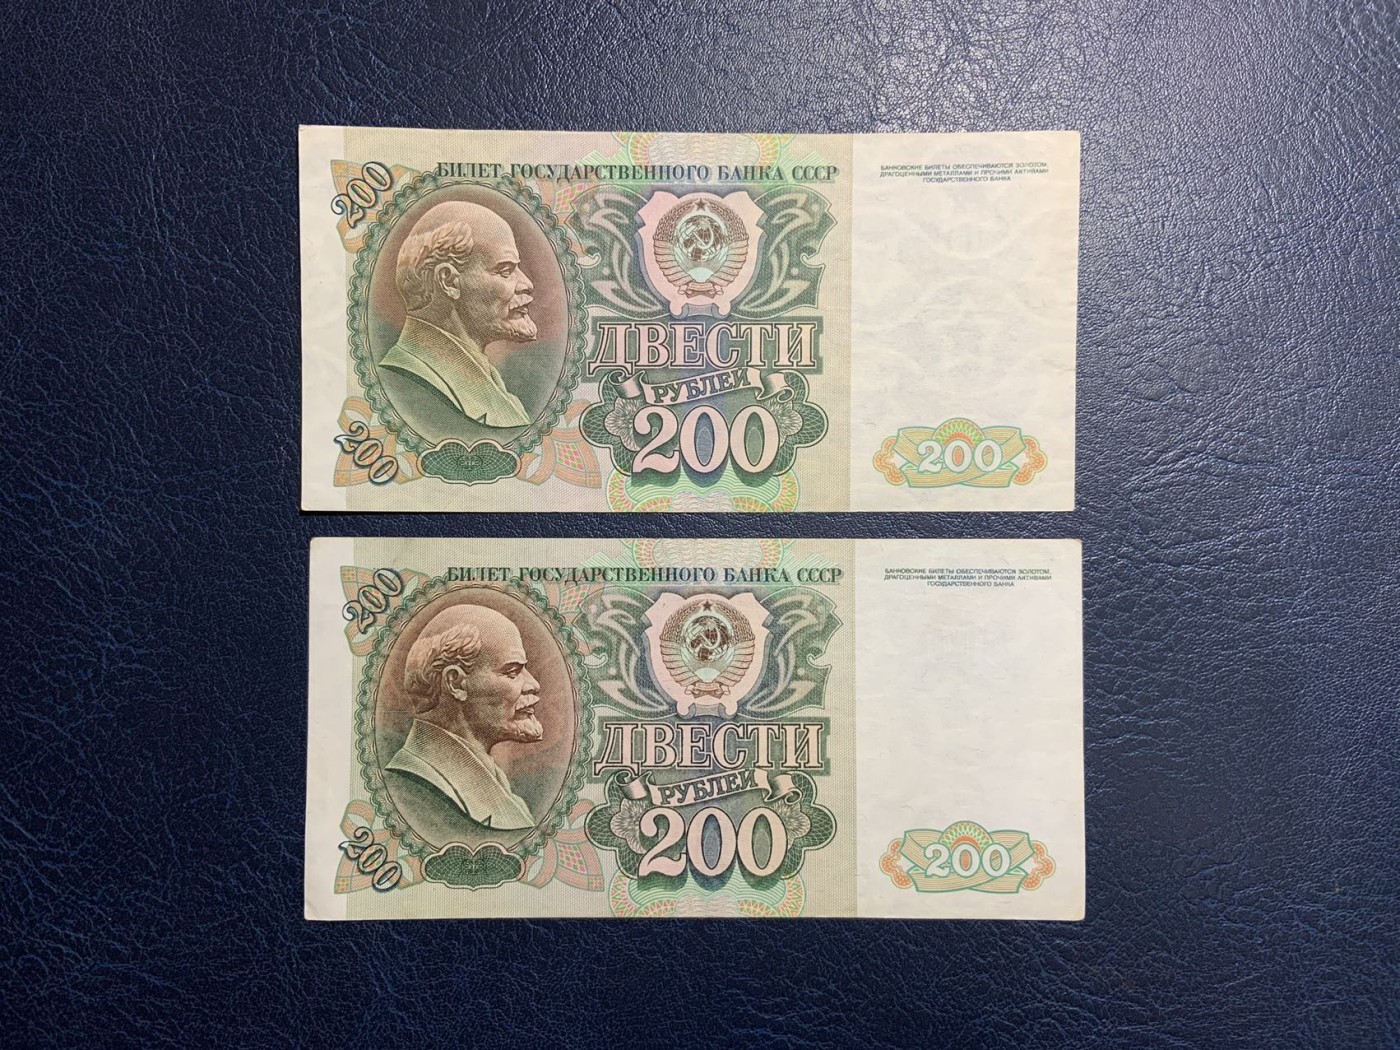 БИЛЕТ ГОСУДАРСТВЕННОГО БАНКА СССР
БАНКОВСКИЕ БИЛЕТЫ ОБЕСПЕЧИВАЮТСЯ ЗОЛОТОМ,
ДРАГОЦЕННЫМИ МЕТАЛЛАМИ И ПРОЧИМИ АКТИВАМИ
ГОСУДАРСТВЕННОГО БАНКА
200
ДВЕСТИ
РУБЛЕЙ
200
200
200
БИЛЕТ ГОСУДАРСТВЕННОГО БАНКА СССР
БАНКОВСКИЕ БИЛЕТЫ ОБЕСПЕЧИВАЮТСЯ ЗОЛОТОМ,
ДРАГОЦЕННЫМИ МЕТАЛЛАМИ И ПРОЧИМИ АКТИВАМИ
ГОСУДАРСТВЕННОГО БАНКА
200
ДВЕСТИ
РУБЛЕЙ
200
200
200